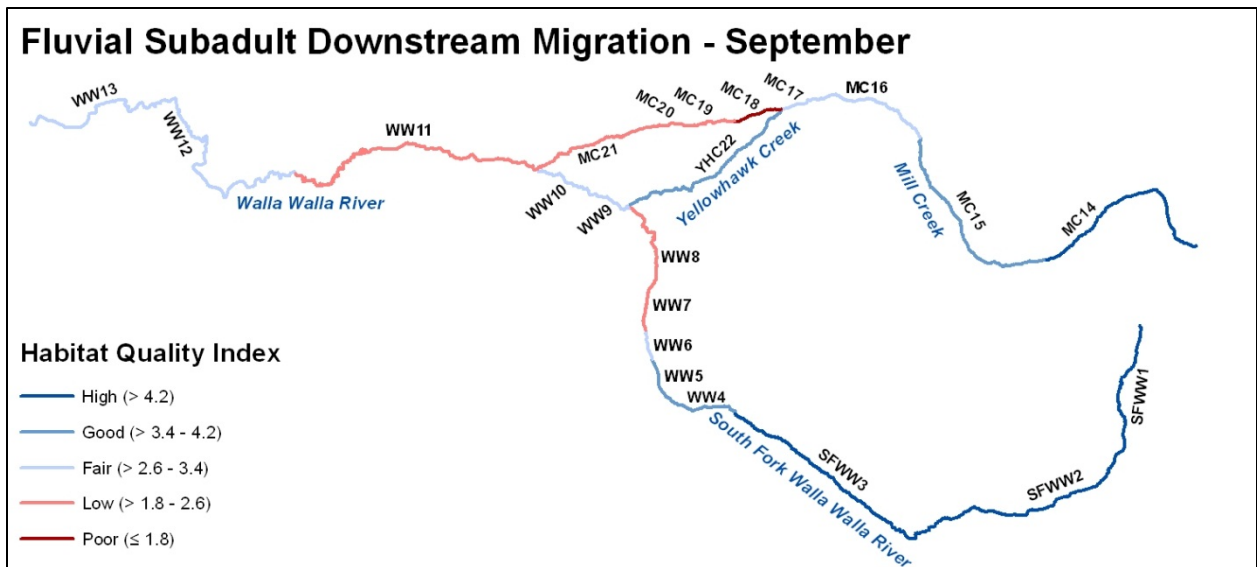 Fluvial Subadult Downstream Migration - September
WW13
WW12
Walla Walla River
WW11
MC21
MC20
MC19
MC18
MC17
MC16
YHC22
Yellowhawk Creek
Mill Creek
MC15
MC14
WW10
WW9
WW8
WW7
WW6
WW5
WW4
South Fork Walla Walla River
SFWW3
SFWW2
SFWW1
Habitat Quality Index
High (> 4.2)
Good (> 3.4 - 4.2)
Fair (> 2.6 - 3.4)
Low (> 1.8 - 2.6)
Poor (≤ 1.8)